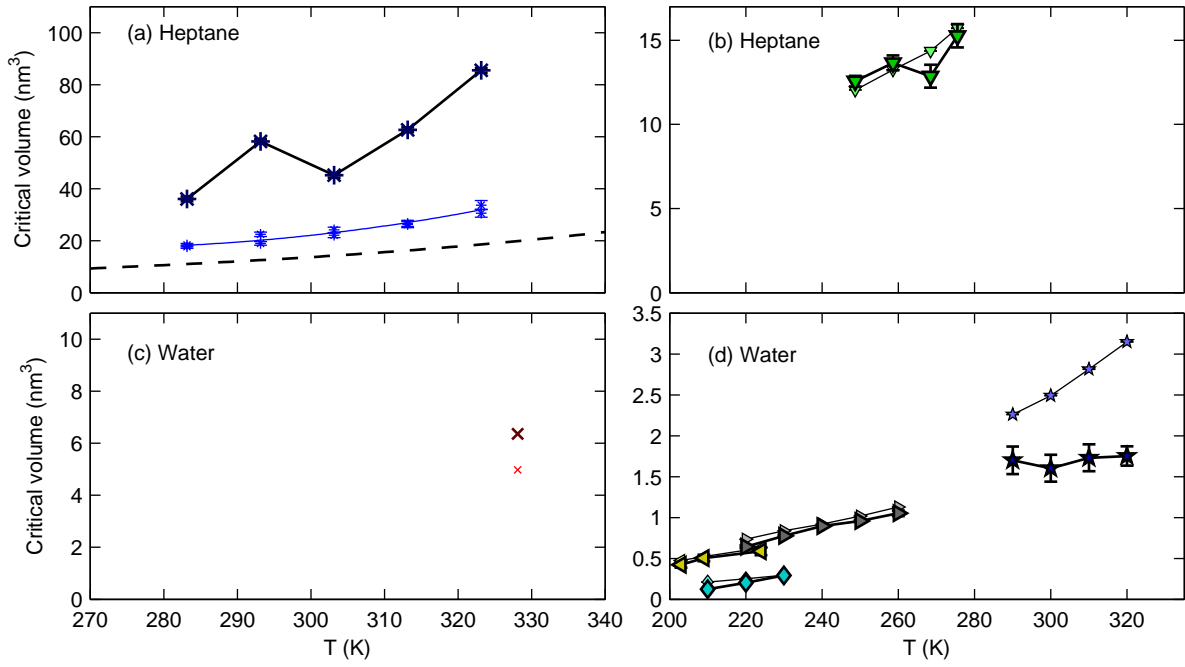 100
80
60
40
20
0
Critical volume (nm³)
(a) Heptane
15
10
5
0
(b) Heptane
10
8
6
4
2
0
Critical volume (nm³)
(c) Water
270 280 290 300 310 320 330 340
T (K)
3.5
3
2.5
2
1.5
1
0.5
0
(d) Water
200 220 240 260 280 300 320
T (K)